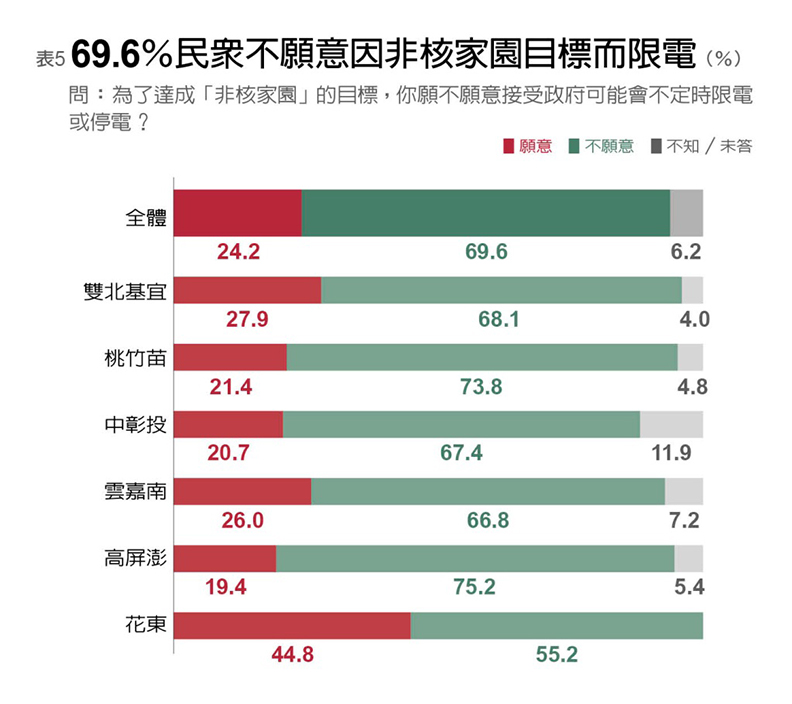 表5 69.6%民眾不願意因非核家園目標而限電（%）
問：為了達成「非核家園」的目標，你願不願意接受政府可能會不定時限電
或停電？
願意 不願意 不知／未答
全體
24.2 69.6 6.2
雙北基宜
27.9 68.1 4.0
桃竹苗
21.4 73.8 4.8
中彰投
20.7 67.4 11.9
雲嘉南
26.0 66.8 7.2
高屏澎
19.4 75.2 5.4
花東
44.8 55.2